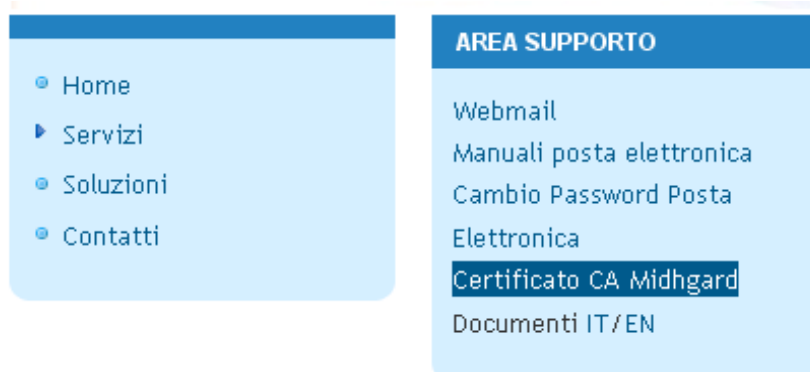 Home
Servizi
Soluzioni
Contatti
AREA SUPPORTO
Webmail
Manuali posta elettronica
Cambio Password Posta
Elettronica
Certificato CA Midhgard
Documenti IT/EN